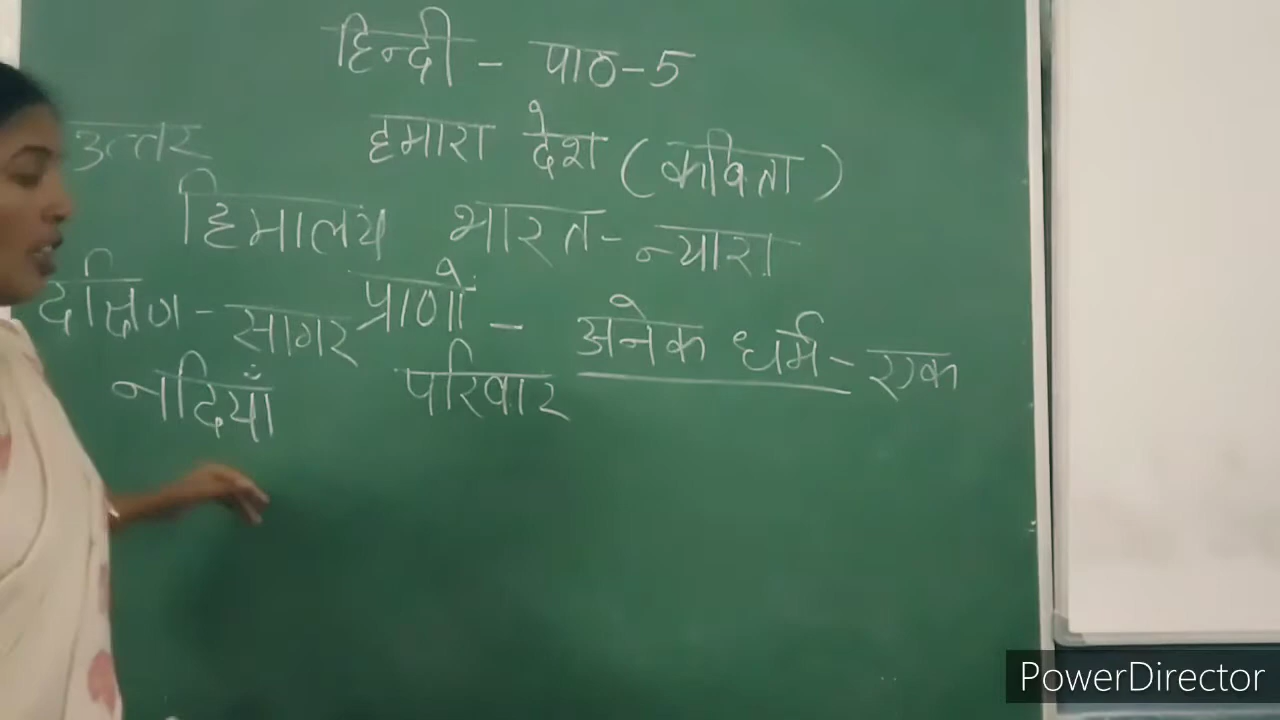 हिन्दी - पाठ-5
उत्तर हमारा देश (कविता)
हिमालय भारत- न्यारा
दक्षिण - सागर प्राणों - अनेक धर्म- एक
नदियाँ परिवार
PowerDirector